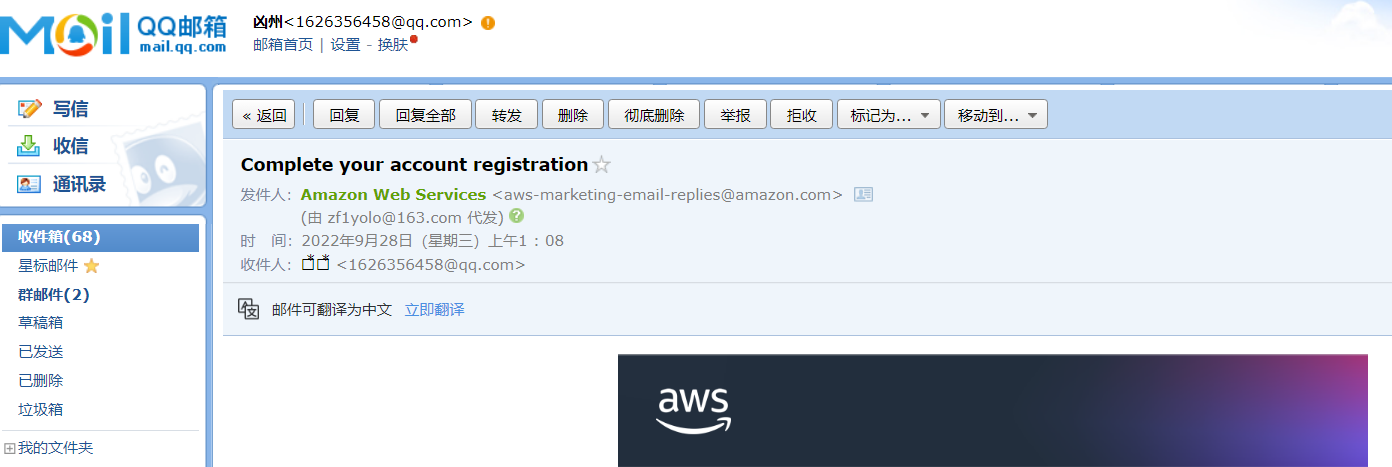 Mail QQ邮箱
mail.qq.com
凶州<1626356458@qq.com>
邮箱首页 | 设置 - 换肤
写信
收信
通讯录
收件箱(68)
星标邮件
群邮件(2)
草稿箱
已发送
已删除
垃圾箱
我的文件夹
« 返回 回复 回复全部 转发 删除 彻底删除 举报 拒收 标记为... 移动到...
Complete your account registration
发件人: Amazon Web Services <aws-marketing-email-replies@amazon.com>
(由 zf1yolo@163.com 代发)
时 间: 2022年9月28日 (星期三) 上午1:08
收件人: <1626356458@qq.com>
邮件可翻译为中文 立即翻译
aws